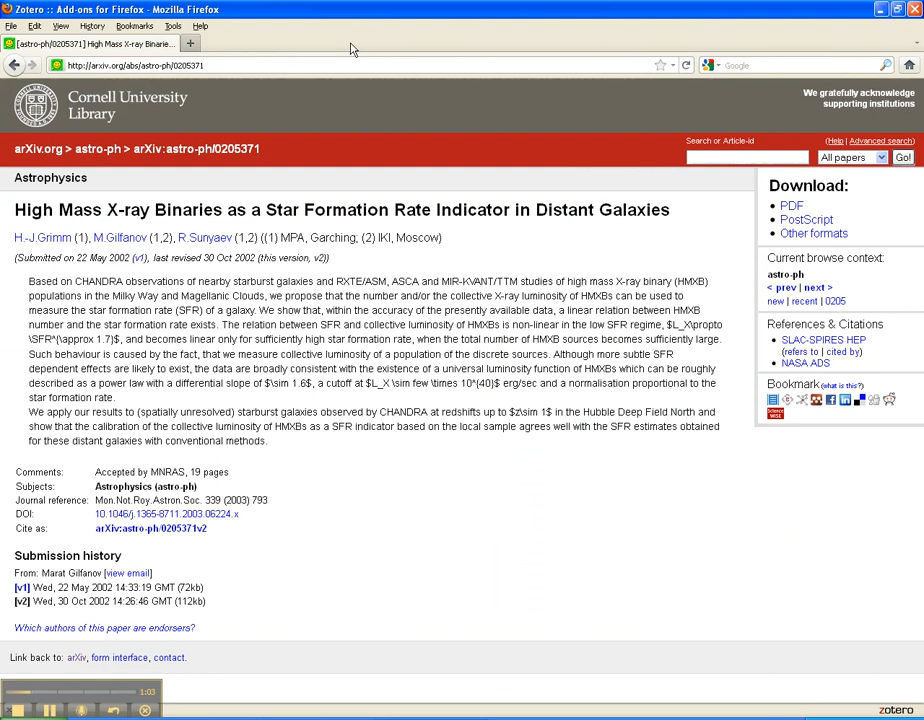 Zotero :: Add-ons for Firefox - Mozilla Firefox
File Edit View History Bookmarks Tools Help
[astro-ph/0205371] High Mass X-ray Binarie... +
http://arxiv.org/abs/astro-ph/0205371 Google
Cornell University
Library
We gratefully acknowledge
supporting institutions
arXiv.org > astro-ph > arXiv:astro-ph/0205371
Search or Article-id (Help | Advanced search)
All papers Go!
Astrophysics
High Mass X-ray Binaries as a Star Formation Rate Indicator in Distant Galaxies
H.-J.Grimm (1), M.Gilfanov (1,2), R.Sunyaev (1,2) ((1) MPA, Garching; (2) IKI, Moscow)
(Submitted on 22 May 2002 (v1), last revised 30 Oct 2002 (this version, v2))
Based on CHANDRA observations of nearby starburst galaxies and RXTE/ASM, ASCA and MIR-KVANT/TTM studies of high mass X-ray binary (HMXB)
populations in the Milky Way and Magellanic Clouds, we propose that the number and/or the collective X-ray luminosity of HMXBs can be used to
measure the star formation rate (SFR) of a galaxy. We show that, within the accuracy of the presently available data, a linear relation between HMXB
number and the star formation rate exists. The relation between SFR and collective luminosity of HMXBs is non-linear in the low SFR regime, $L_X\propto
\SFR^{\approx 1.7}$, and becomes linear only for sufficiently high star formation rate, when the total number of HMXB sources becomes sufficiently large.
Such behaviour is caused by the fact, that we measure collective luminosity of a population of the discrete sources. Although more subtle SFR
dependent effects are likely to exist, the data are broadly consistent with the existence of a universal luminosity function of HMXBs which can be roughly
described as a power law with a differential slope of $\sim 1.6$, a cutoff at $L_X \sim few \times 10^{40}$ erg/sec and a normalisation proportional to the
star formation rate.
We apply our results to (spatially unresolved) starburst galaxies observed by CHANDRA at redshifts up to $z\sim 1$ in the Hubble Deep Field North and
show that the calibration of the collective luminosity of HMXBs as a SFR indicator based on the local sample agrees well with the SFR estimates obtained
for these distant galaxies with conventional methods.
Comments: Accepted by MNRAS, 19 pages
Subjects: Astrophysics (astro-ph)
Journal reference: Mon.Not.Roy.Astron.Soc. 339 (2003) 793
DOI: 10.1046/j.1365-8711.2003.06224.x
Cite as: arXiv:astro-ph/0205371v2
Submission history
From: Marat Gilfanov [view email]
[v1] Wed, 22 May 2002 14:33:19 GMT (72kb)
[v2] Wed, 30 Oct 2002 14:26:46 GMT (112kb)
Which authors of this paper are endorsers?
Link back to: arXiv, form interface, contact.
Download:
PDF
PostScript
Other formats
Current browse context:
astro-ph
< prev | next >
new | recent | 0205
References & Citations
SLAC-SPIRES HEP
(refers to | cited by)
NASA ADS
Bookmark (what is this?)
Science
WISE
1:03
zotero